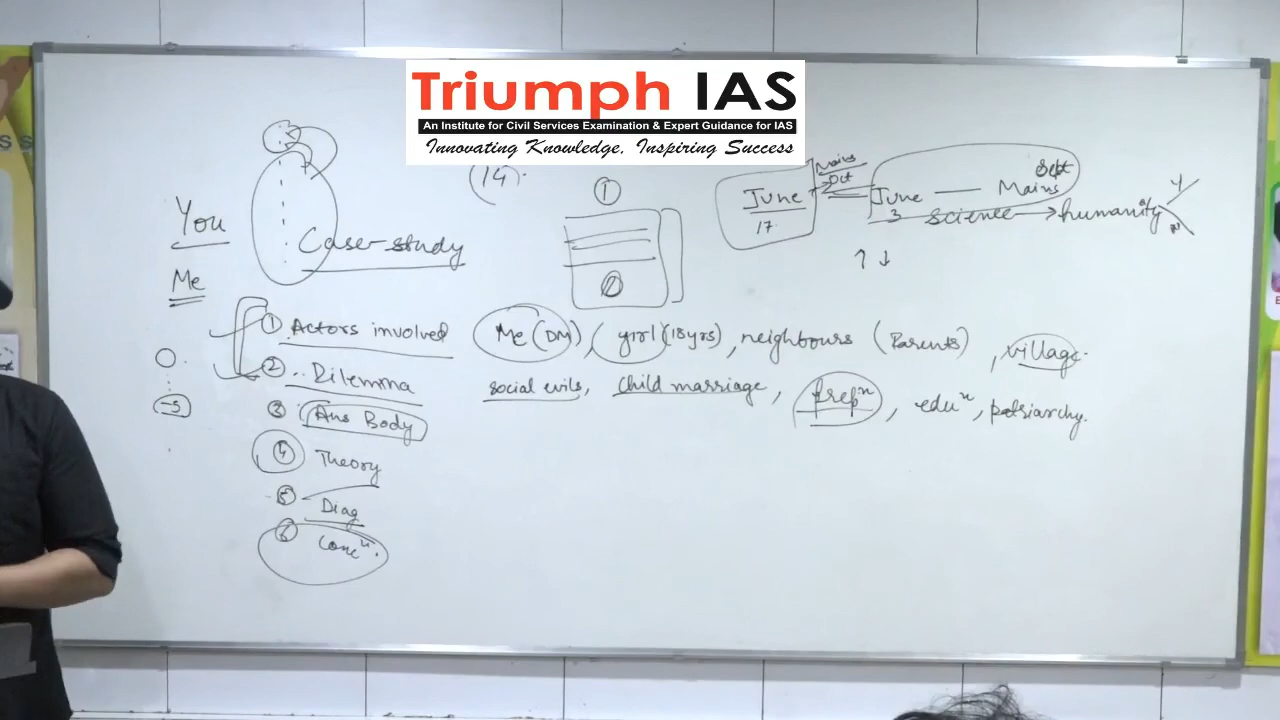 Triumph IAS
An Institute for Civil Services Examination & Expert Guidance for IAS
Innovating Knowledge, Inspiring Success
(14)
1
Mains
Oct
June
17
June — Mains
Sept
3 science → humanity
↑ ↓
You
Case-study
Me
① Actors involved Me (DM), girl (18yrs), neighbours (Parents), village
② Dilemma social evils, child marriage, prepⁿ, eduⁿ, patriarchy.
③ Ans Body
④ Theory
⑤ Diag
⑥ Concⁿ.